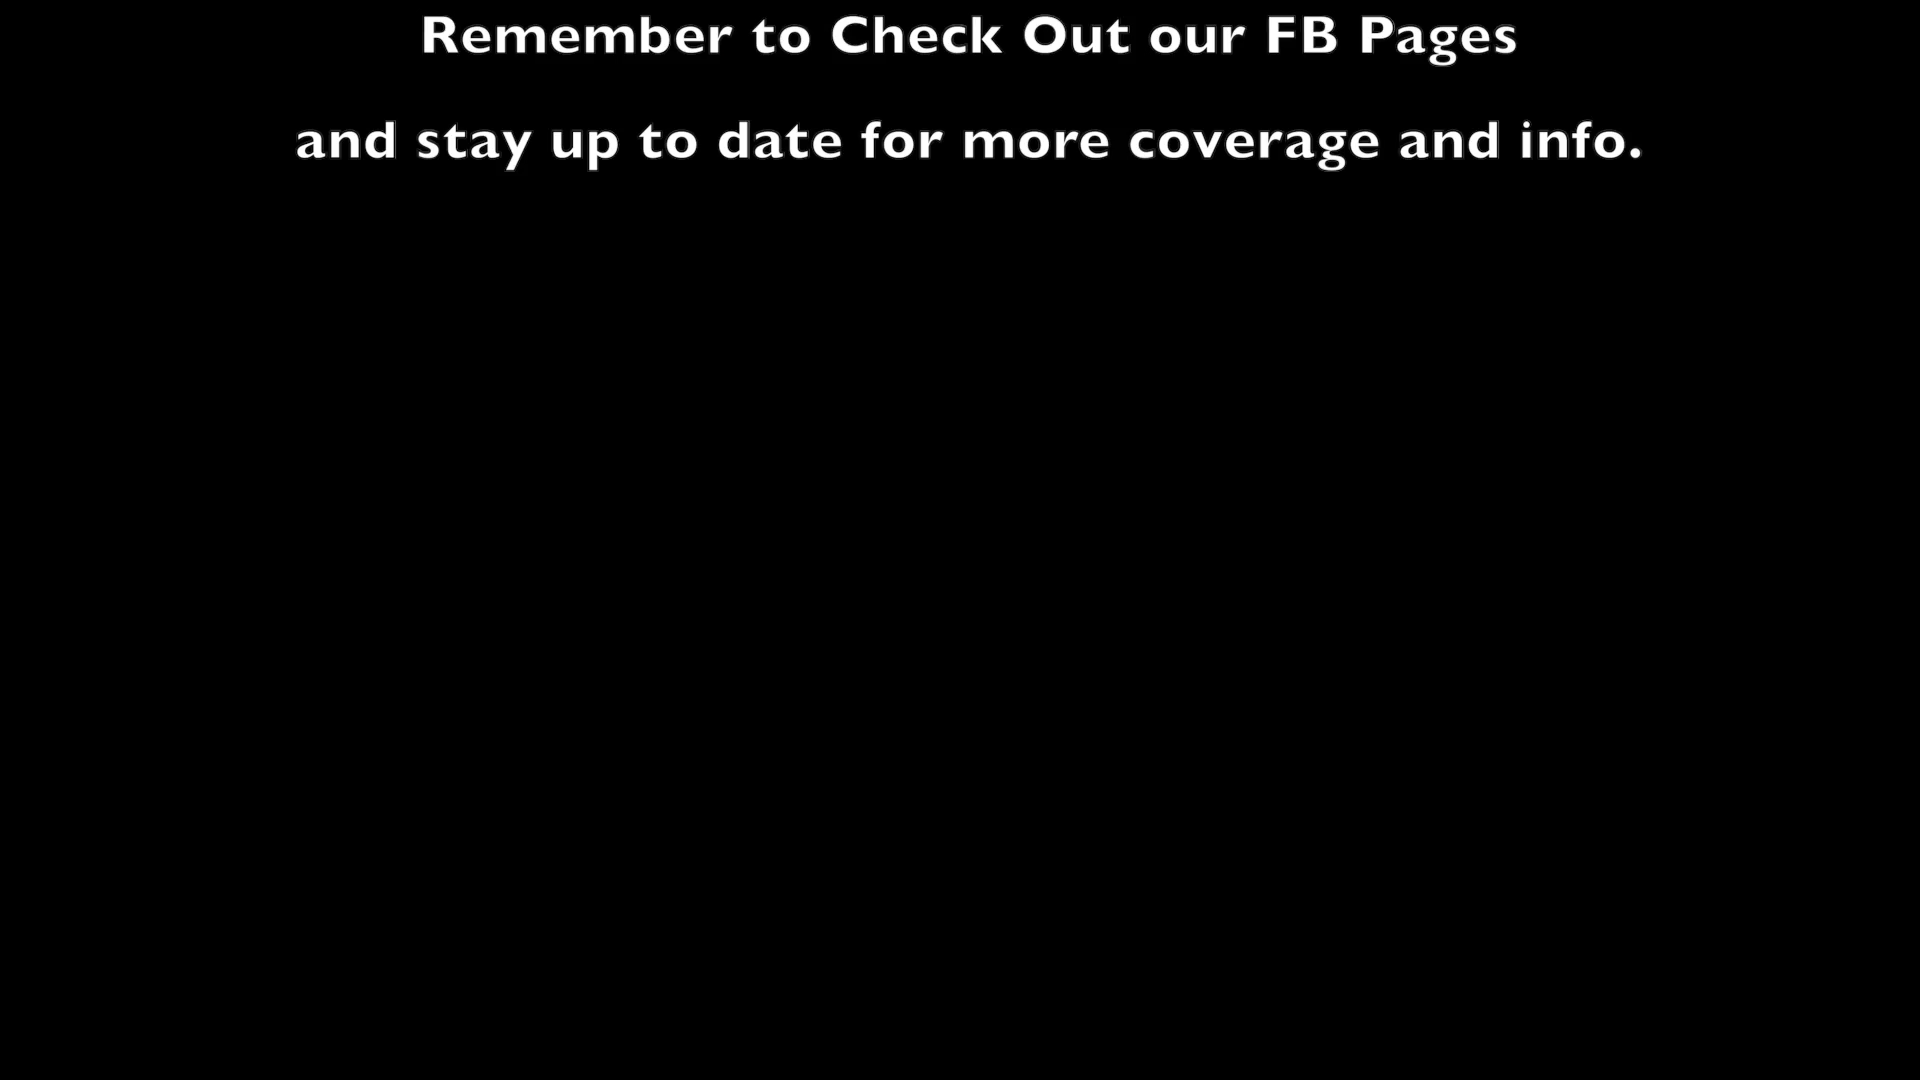 Remember to Check Out our FB Pages
and stay up to date for more coverage and info.